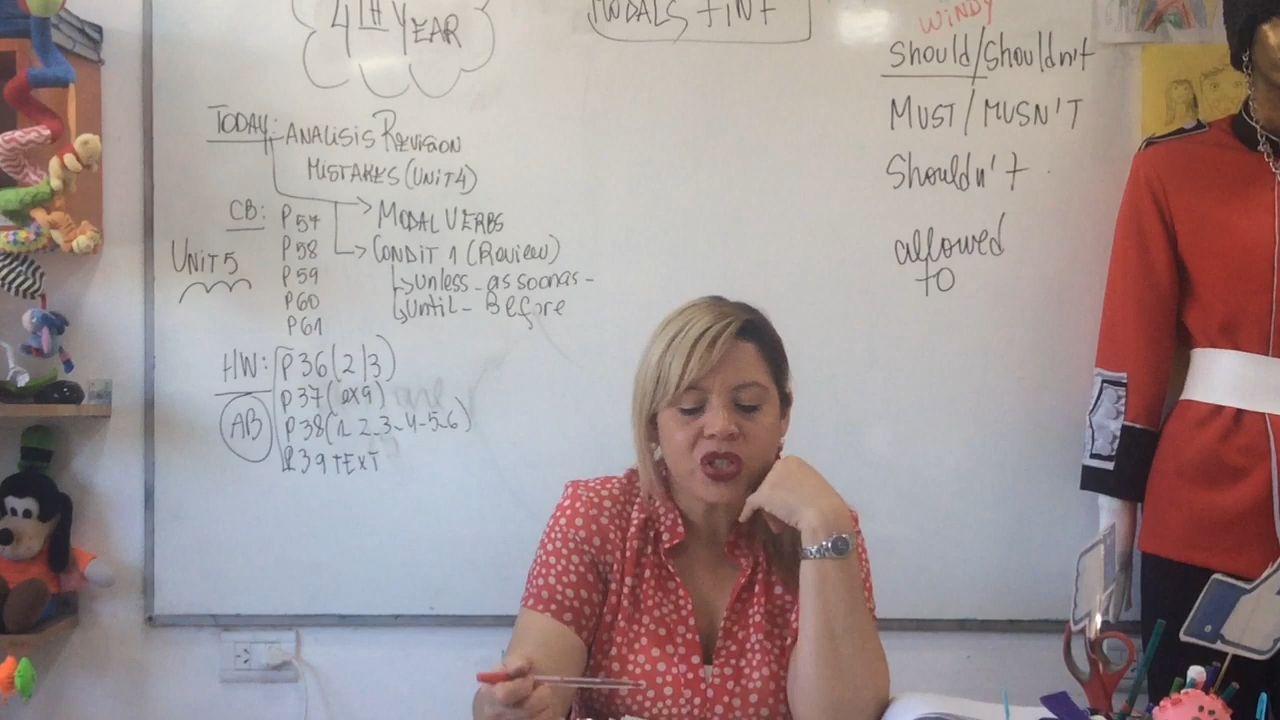 4TH YEAR
MODALS
WINDY
should/shouldn't
MUST/MUSN'T
Shouldn't
allowed
TO
TODAY: - ANALISIS REVISION
MISTAKES (UNIT 4)
CB: P57
P58
P59
P60
P61
UNIT 5
MODAL VERBS
CONDIT 1 (Review)
unless - as soon as -
until - Before
HW: P36 (2|3)
P37 (ex9)
AB
P38 (1 2-3-4-5-6)
P39 TEXT
are